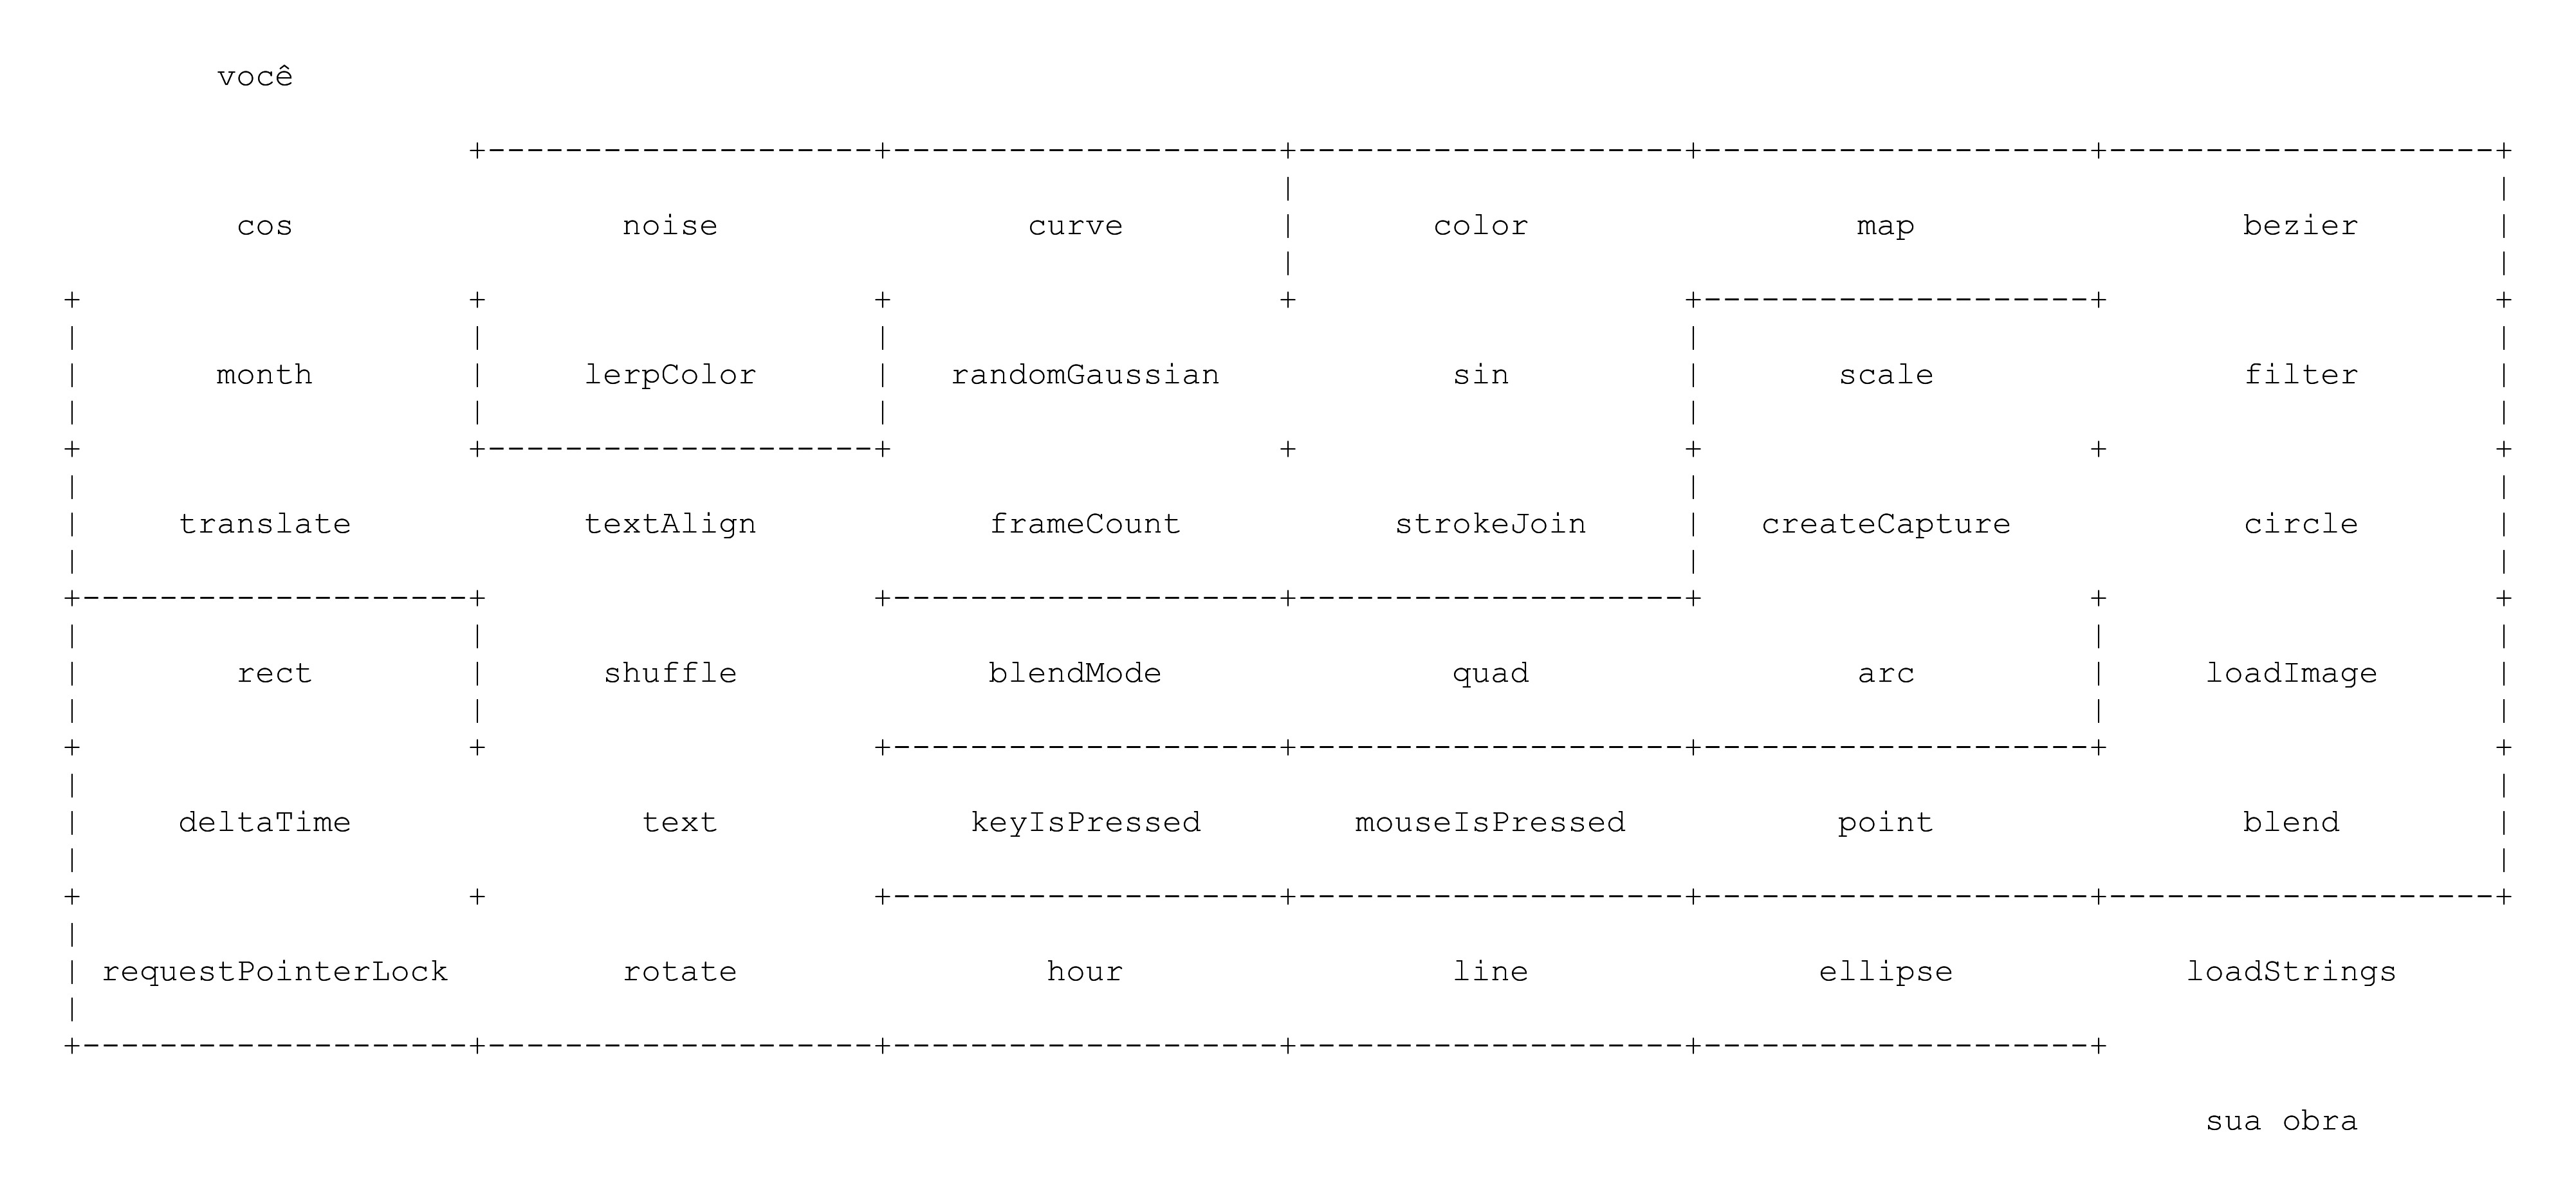 você
cos noise curve color map bezier
month lerpColor randomGaussian sin scale filter
translate textAlign frameCount strokeJoin createCapture circle
rect shuffle blendMode quad arc loadImage
deltaTime text keyIsPressed mouseIsPressed point blend
requestPointerLock rotate hour line ellipse loadStrings
sua obra